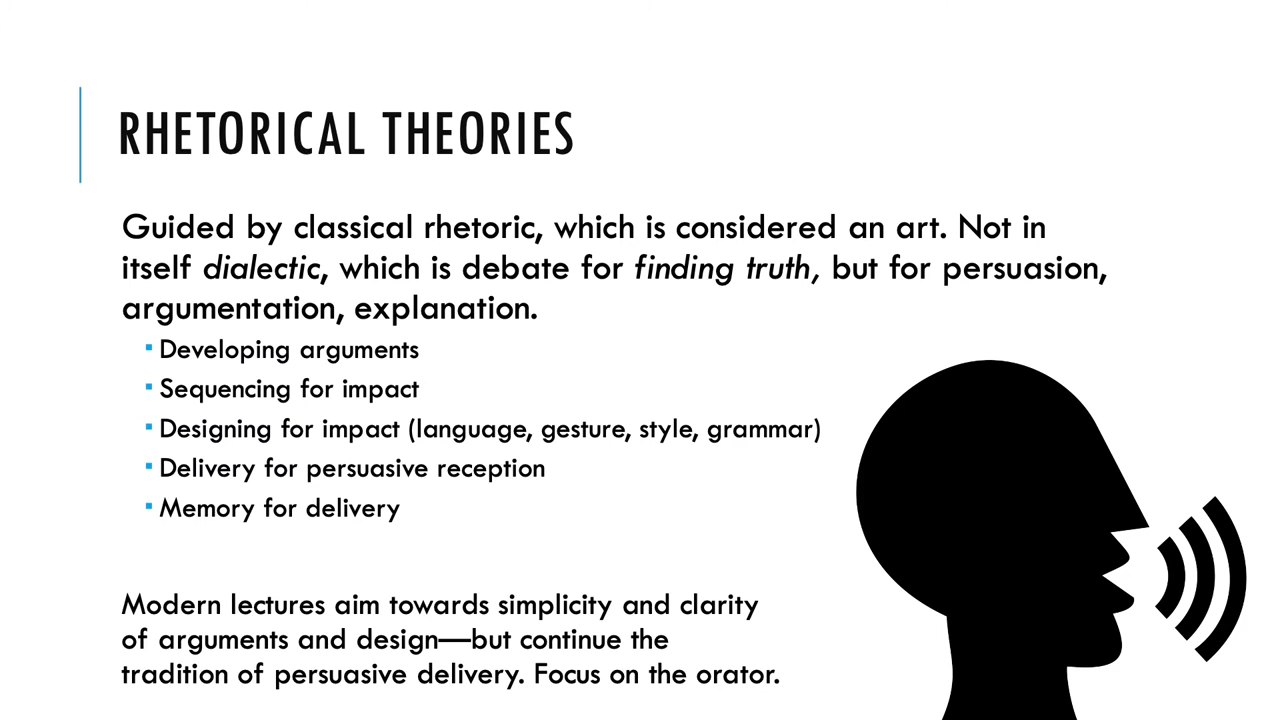 RHETORICAL THEORIES
Guided by classical rhetoric, which is considered an art. Not in
itself dialectic, which is debate for finding truth, but for persuasion,
argumentation, explanation.
▪ Developing arguments
▪ Sequencing for impact
▪ Designing for impact (language, gesture, style, grammar)
▪ Delivery for persuasive reception
▪ Memory for delivery
Modern lectures aim towards simplicity and clarity
of arguments and design—but continue the
tradition of persuasive delivery. Focus on the orator.